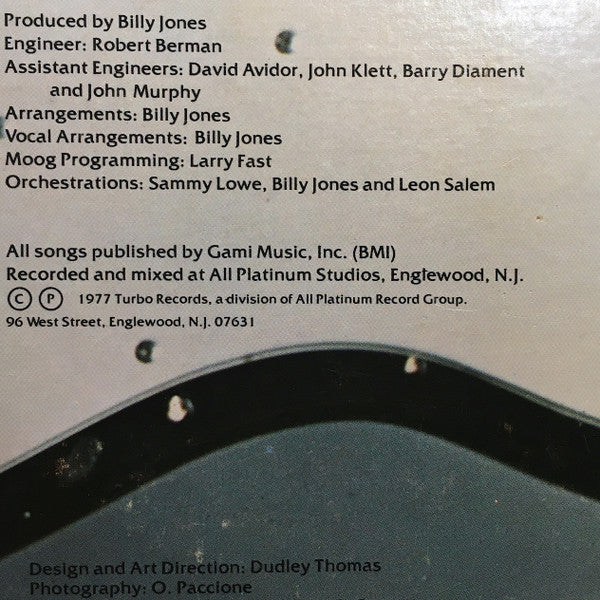 Produced by Billy Jones
Engineer: Robert Berman
Assistant Engineers: David Avidor, John Klett, Barry Diament
and John Murphy
Arrangements: Billy Jones
Vocal Arrangements: Billy Jones
Moog Programming: Larry Fast
Orchestrations: Sammy Lowe, Billy Jones and Leon Salem
All songs published by Gami Music, Inc. (BMI)
Recorded and mixed at All Platinum Studios, Englewood, N.J.
Ⓒ Ⓟ 1977 Turbo Records, a division of All Platinum Record Group.
96 West Street, Englewood, N.J. 07631
Design and Art Direction: Dudley Thomas
Photography: O. Paccione